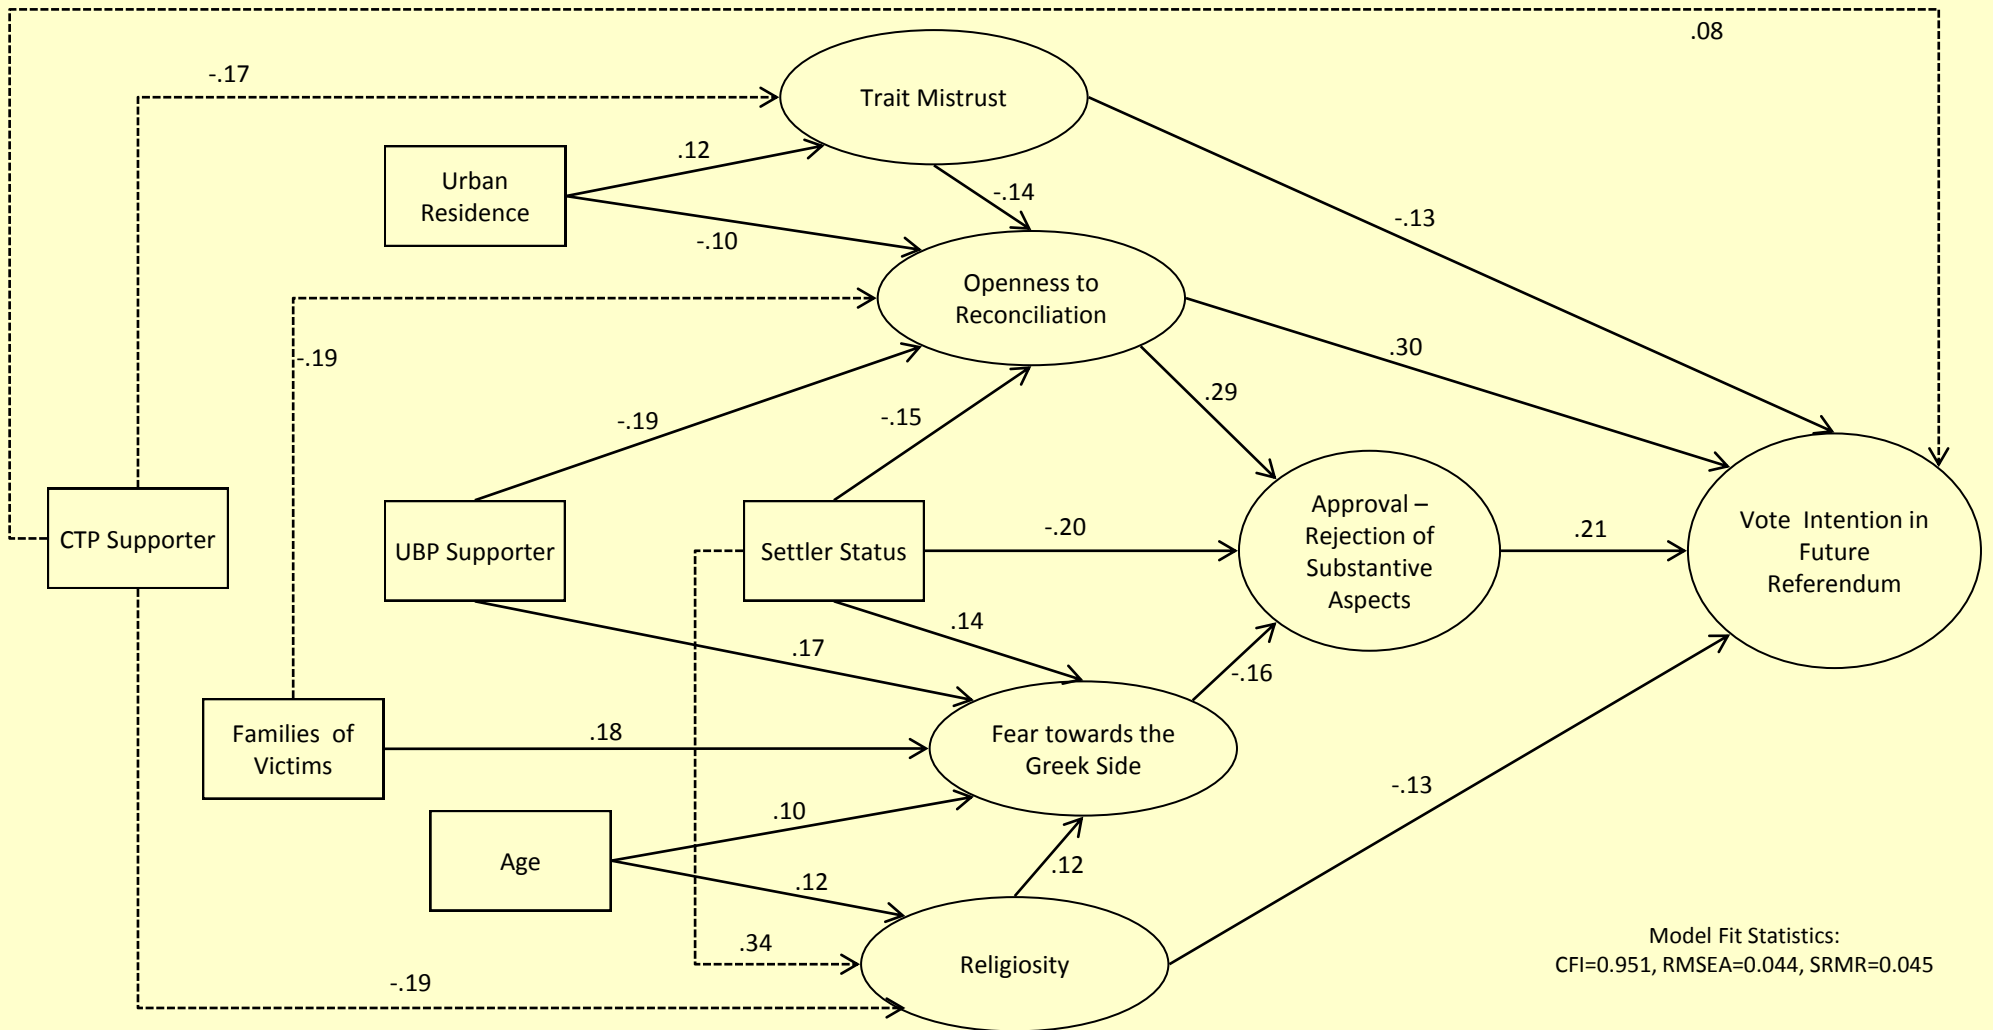 .08
-.17
Trait Mistrust
.12
Urban
Residence
-.14
-.13
-.10
Openness to
Reconciliation
-.19
.30
.29
-.19
-.15
Approval –
Rejection of
Substantive
Aspects
Vote Intention in
Future
Referendum
CTP Supporter
UBP Supporter
Settler Status
-.20
.21
.14
.17
-.16
Families of
Victims
.18
Fear towards the
Greek Side
-.13
.10
Age
.12
.12
.34
Religiosity
-.19
Model Fit Statistics:
CFI=0.951, RMSEA=0.044, SRMR=0.045